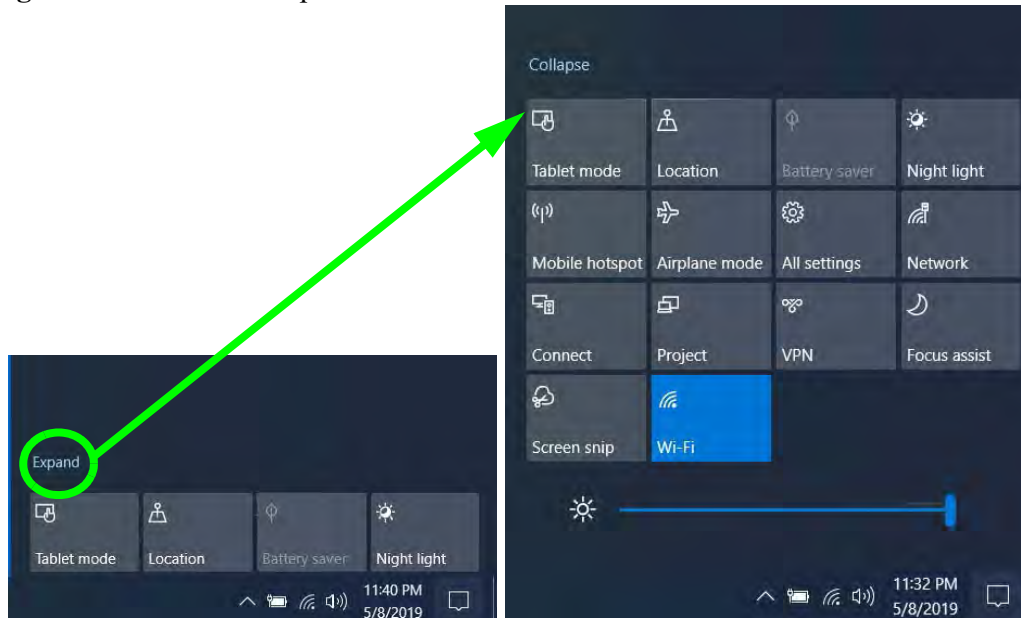 Collapse
Tablet mode Location Battery saver Night light
Mobile hotspot Airplane mode All settings Network
Connect Project VPN Focus assist
Screen snip Wi-Fi
11:32 PM
5/8/2019
Expand
Tablet mode Location Battery saver Night light
11:40 PM
5/8/2019